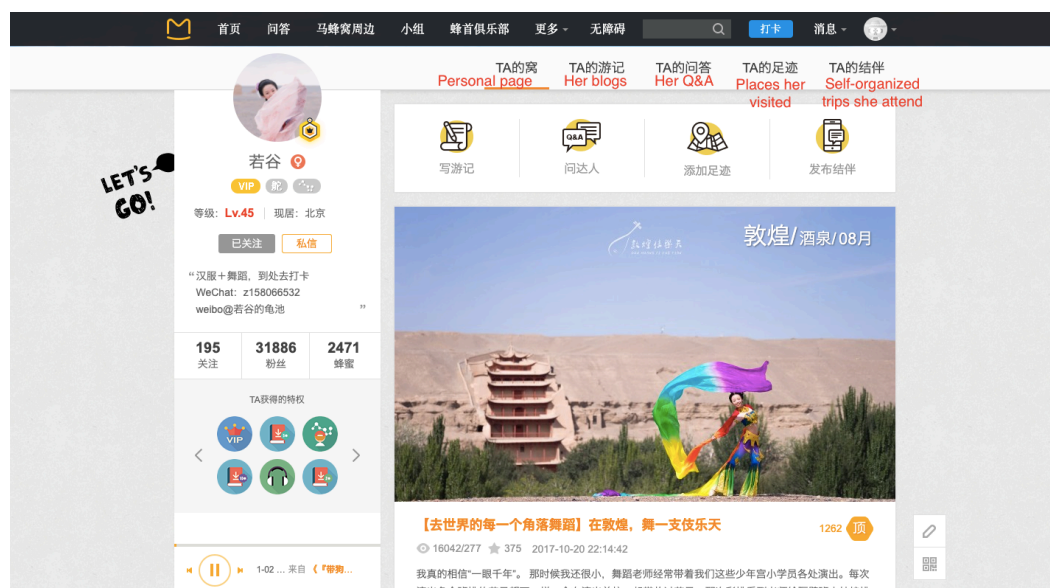 首页 问答 马蜂窝周边 小组 蜂首俱乐部 更多 无障碍 打卡 消息
TA的窝 TA的游记 TA的问答 TA的足迹 TA的结伴
Personal page Her blogs Her Q&A Places her visited Self-organized trips she attend
LET'S GO!
若谷
VIP
等级: Lv.45 现居: 北京
已关注 私信
“汉服+舞蹈，到处去打卡
WeChat: z158066532
weibo@若谷的龟池 ”
195 31886 2471
关注 粉丝 蜂蜜
TA获得的特权
VIP
1-02 ... 来自 《『带狗...
Q&A
写游记 问达人 添加足迹 发布结伴
敦煌/酒泉/08月
【去世界的每一个角落舞蹈】在敦煌，舞一支伎乐天
1262 顶
16042/277 375 2017-10-20 22:14:42
我真的相信“一眼千年”。 那时候我还很小，舞蹈老师经常带着我们这些少年宫小学员各处演出。每次